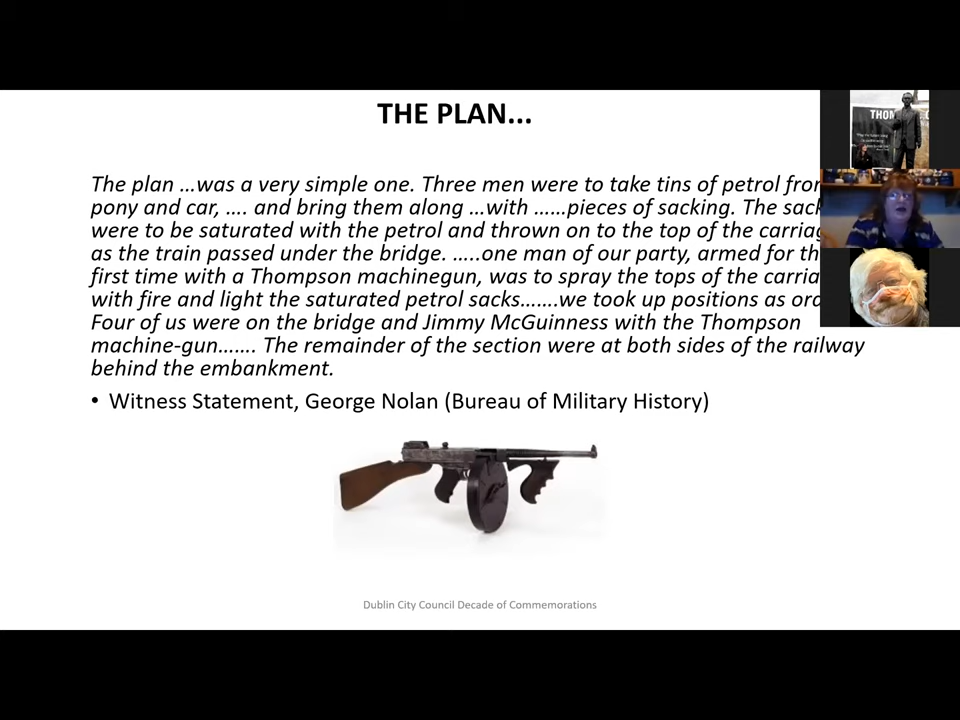 THE PLAN...
The plan …was a very simple one. Three men were to take tins of petrol
pony and car, …. and bring them along …with ……pieces of sacking. The
were to be saturated with the petrol and thrown on to the top of the
as the train passed under the bridge. …..one man of our party, armed for
first time with a Thompson machinegun, was to spray the tops of the
with fire and light the saturated petrol sacks…….we took up positions as
Four of us were on the bridge and Jimmy McGuinness with the Thompson
machine-gun……. The remainder of the section were at both sides of the railway
behind the embankment.
• Witness Statement, George Nolan (Bureau of Military History)
Dublin City Council Decade of Commemorations